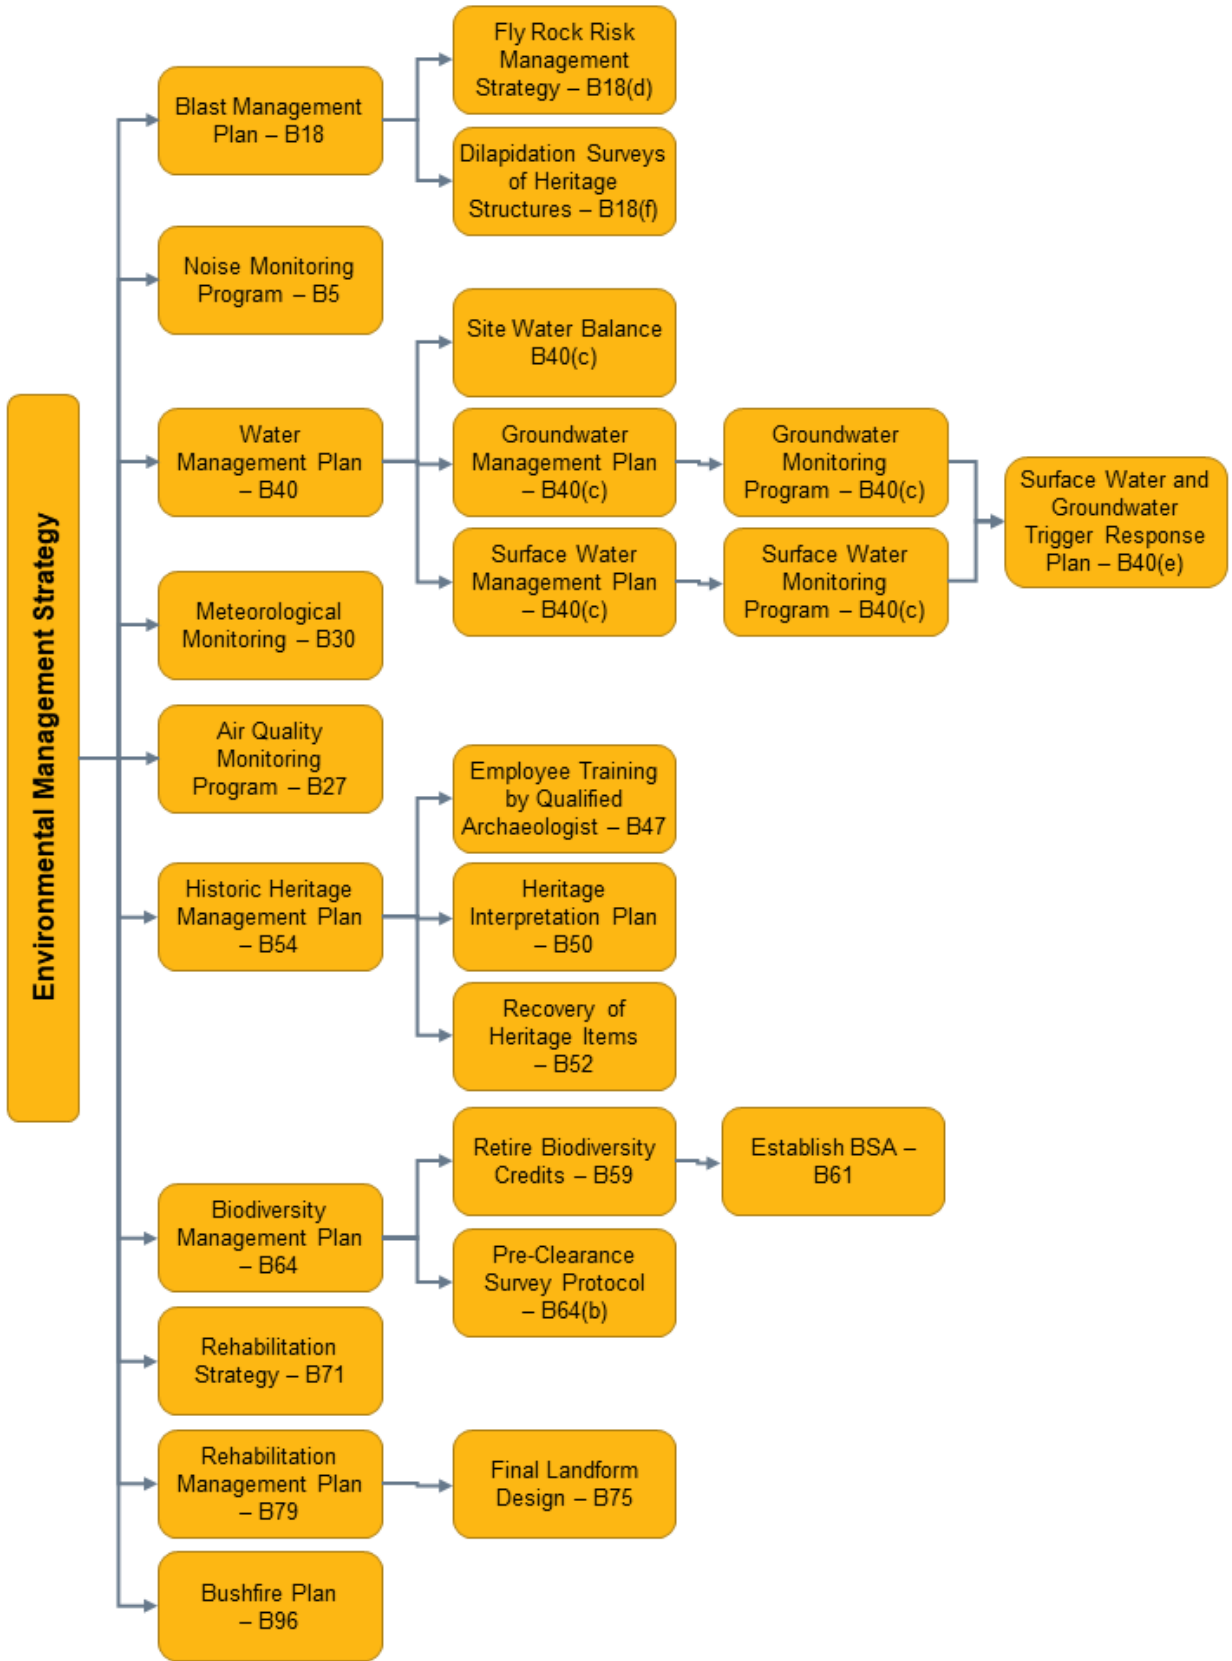 Environmental Management Strategy
Blast Management
Plan – B18
Fly Rock Risk
Management
Strategy – B18(d)
Dilapidation Surveys
of Heritage
Structures – B18(f)
Noise Monitoring
Program – B5
Water
Management Plan
– B40
Site Water Balance
B40(c)
Groundwater
Management Plan
– B40(c)
Groundwater
Monitoring
Program – B40(c)
Surface Water
Management Plan
– B40(c)
Surface Water
Monitoring
Program – B40(c)
Surface Water and
Groundwater
Trigger Response
Plan – B40(e)
Meteorological
Monitoring – B30
Air Quality
Monitoring
Program – B27
Historic Heritage
Management Plan
– B54
Employee Training
by Qualified
Archaeologist – B47
Heritage
Interpretation Plan
– B50
Recovery of
Heritage Items
– B52
Biodiversity
Management Plan
– B64
Retire Biodiversity
Credits – B59
Establish BSA –
B61
Pre-Clearance
Survey Protocol
– B64(b)
Rehabilitation
Strategy – B71
Rehabilitation
Management Plan
– B79
Final Landform
Design – B75
Bushfire Plan
– B96